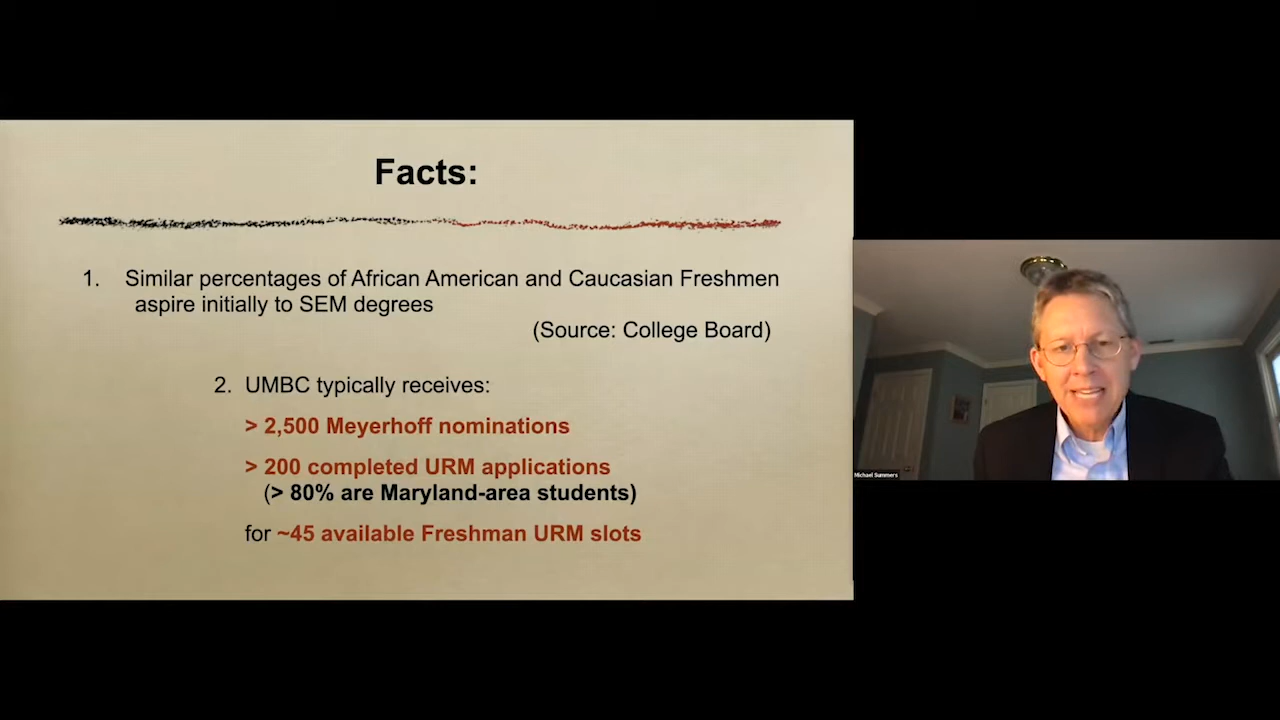 Facts:
1. Similar percentages of African American and Caucasian Freshmen
aspire initially to SEM degrees
(Source: College Board)
2. UMBC typically receives:
> 2,500 Meyerhoff nominations
> 200 completed URM applications
(> 80% are Maryland-area students)
for ~45 available Freshman URM slots
Michael Summers